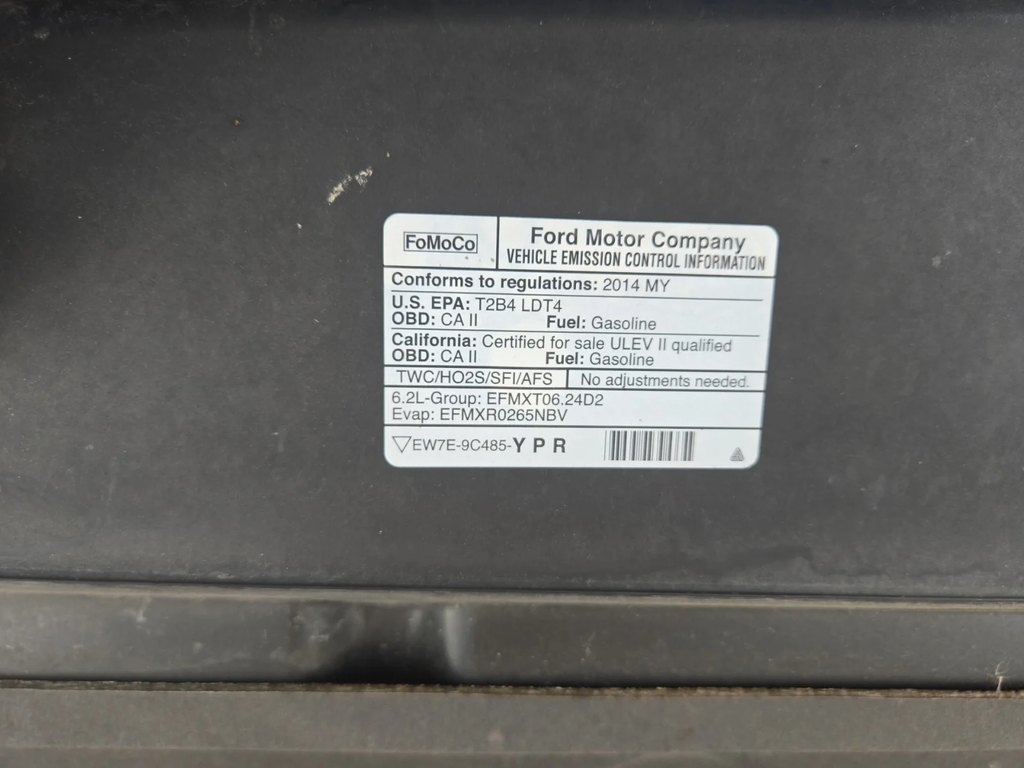 FoMoCo
Ford Motor Company
VEHICLE EMISSION CONTROL INFORMATION
Conforms to regulations: 2014 MY
U.S. EPA: T2B4 LDT4
OBD: CA II Fuel: Gasoline
California: Certified for sale ULEV II qualified
OBD: CA II Fuel: Gasoline
TWC/HO2S/SFI/AFS No adjustments needed.
6.2L-Group: EFMXT06.24D2
Evap: EFMXR0265NBV
EW7E-9C485-Y P R